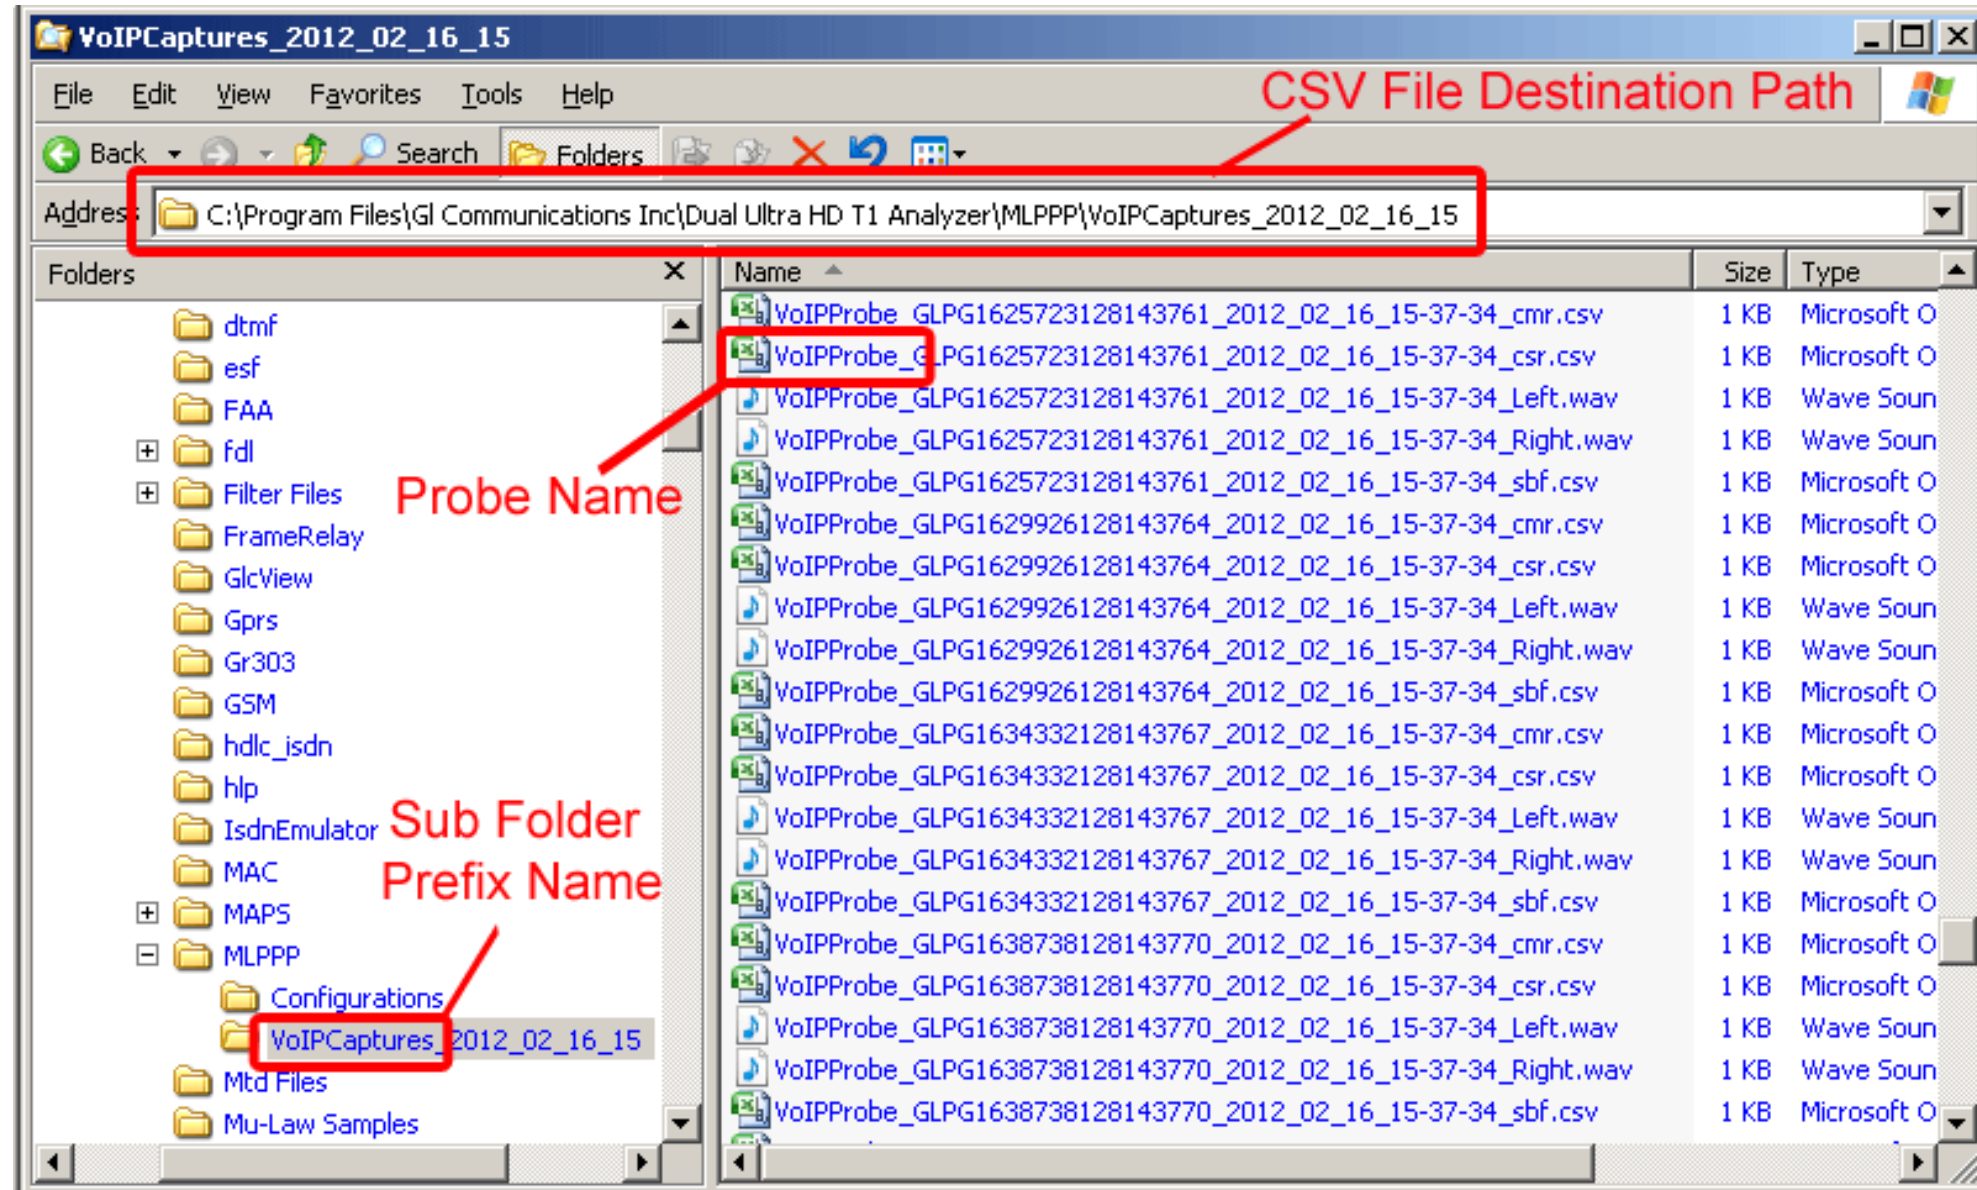 VoIPCaptures_2012_02_16_15
File Edit View Favorites Tools Help
CSV File Destination Path
Back Search Folders
Address C:\Program Files\Gl Communications Inc\Dual Ultra HD T1 Analyzer\MLPPP\VoIPCaptures_2012_02_16_15
Folders
dtmf
esf
FAA
fdl
Filter Files
FrameRelay
GlcView
Gprs
Gr303
GSM
hdlc_isdn
hlp
IsdnEmulator
MAC
MAPS
MLPPP
Configurations
VoIPCaptures_2012_02_16_15
Mtd Files
Mu-Law Samples
Probe Name
Sub Folder
Prefix Name
Name Size Type
VoIPProbe_GLPG1625723128143761_2012_02_16_15-37-34_cmr.csv 1 KB Microsoft O
VoIPProbe_GLPG1625723128143761_2012_02_16_15-37-34_csr.csv 1 KB Microsoft O
VoIPProbe_GLPG1625723128143761_2012_02_16_15-37-34_Left.wav 1 KB Wave Soun
VoIPProbe_GLPG1625723128143761_2012_02_16_15-37-34_Right.wav 1 KB Wave Soun
VoIPProbe_GLPG1625723128143761_2012_02_16_15-37-34_sbf.csv 1 KB Microsoft O
VoIPProbe_GLPG1629926128143764_2012_02_16_15-37-34_cmr.csv 1 KB Microsoft O
VoIPProbe_GLPG1629926128143764_2012_02_16_15-37-34_csr.csv 1 KB Microsoft O
VoIPProbe_GLPG1629926128143764_2012_02_16_15-37-34_Left.wav 1 KB Wave Soun
VoIPProbe_GLPG1629926128143764_2012_02_16_15-37-34_Right.wav 1 KB Wave Soun
VoIPProbe_GLPG1629926128143764_2012_02_16_15-37-34_sbf.csv 1 KB Microsoft O
VoIPProbe_GLPG1634332128143767_2012_02_16_15-37-34_cmr.csv 1 KB Microsoft O
VoIPProbe_GLPG1634332128143767_2012_02_16_15-37-34_csr.csv 1 KB Microsoft O
VoIPProbe_GLPG1634332128143767_2012_02_16_15-37-34_Left.wav 1 KB Wave Soun
VoIPProbe_GLPG1634332128143767_2012_02_16_15-37-34_Right.wav 1 KB Wave Soun
VoIPProbe_GLPG1634332128143767_2012_02_16_15-37-34_sbf.csv 1 KB Microsoft O
VoIPProbe_GLPG1638738128143770_2012_02_16_15-37-34_cmr.csv 1 KB Microsoft O
VoIPProbe_GLPG1638738128143770_2012_02_16_15-37-34_csr.csv 1 KB Microsoft O
VoIPProbe_GLPG1638738128143770_2012_02_16_15-37-34_Left.wav 1 KB Wave Soun
VoIPProbe_GLPG1638738128143770_2012_02_16_15-37-34_Right.wav 1 KB Wave Soun
VoIPProbe_GLPG1638738128143770_2012_02_16_15-37-34_sbf.csv 1 KB Microsoft O